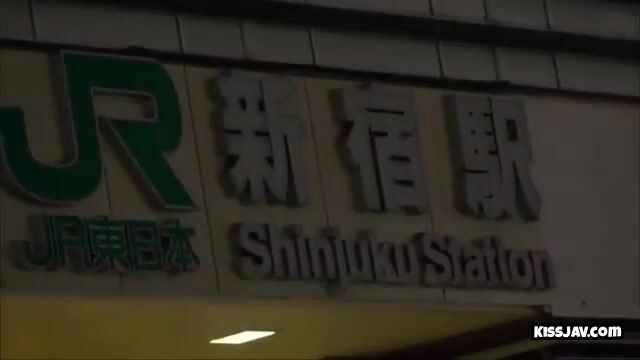 JR 新宿駅
JR東日本 Shinjuku Station
KISSJAV.COM